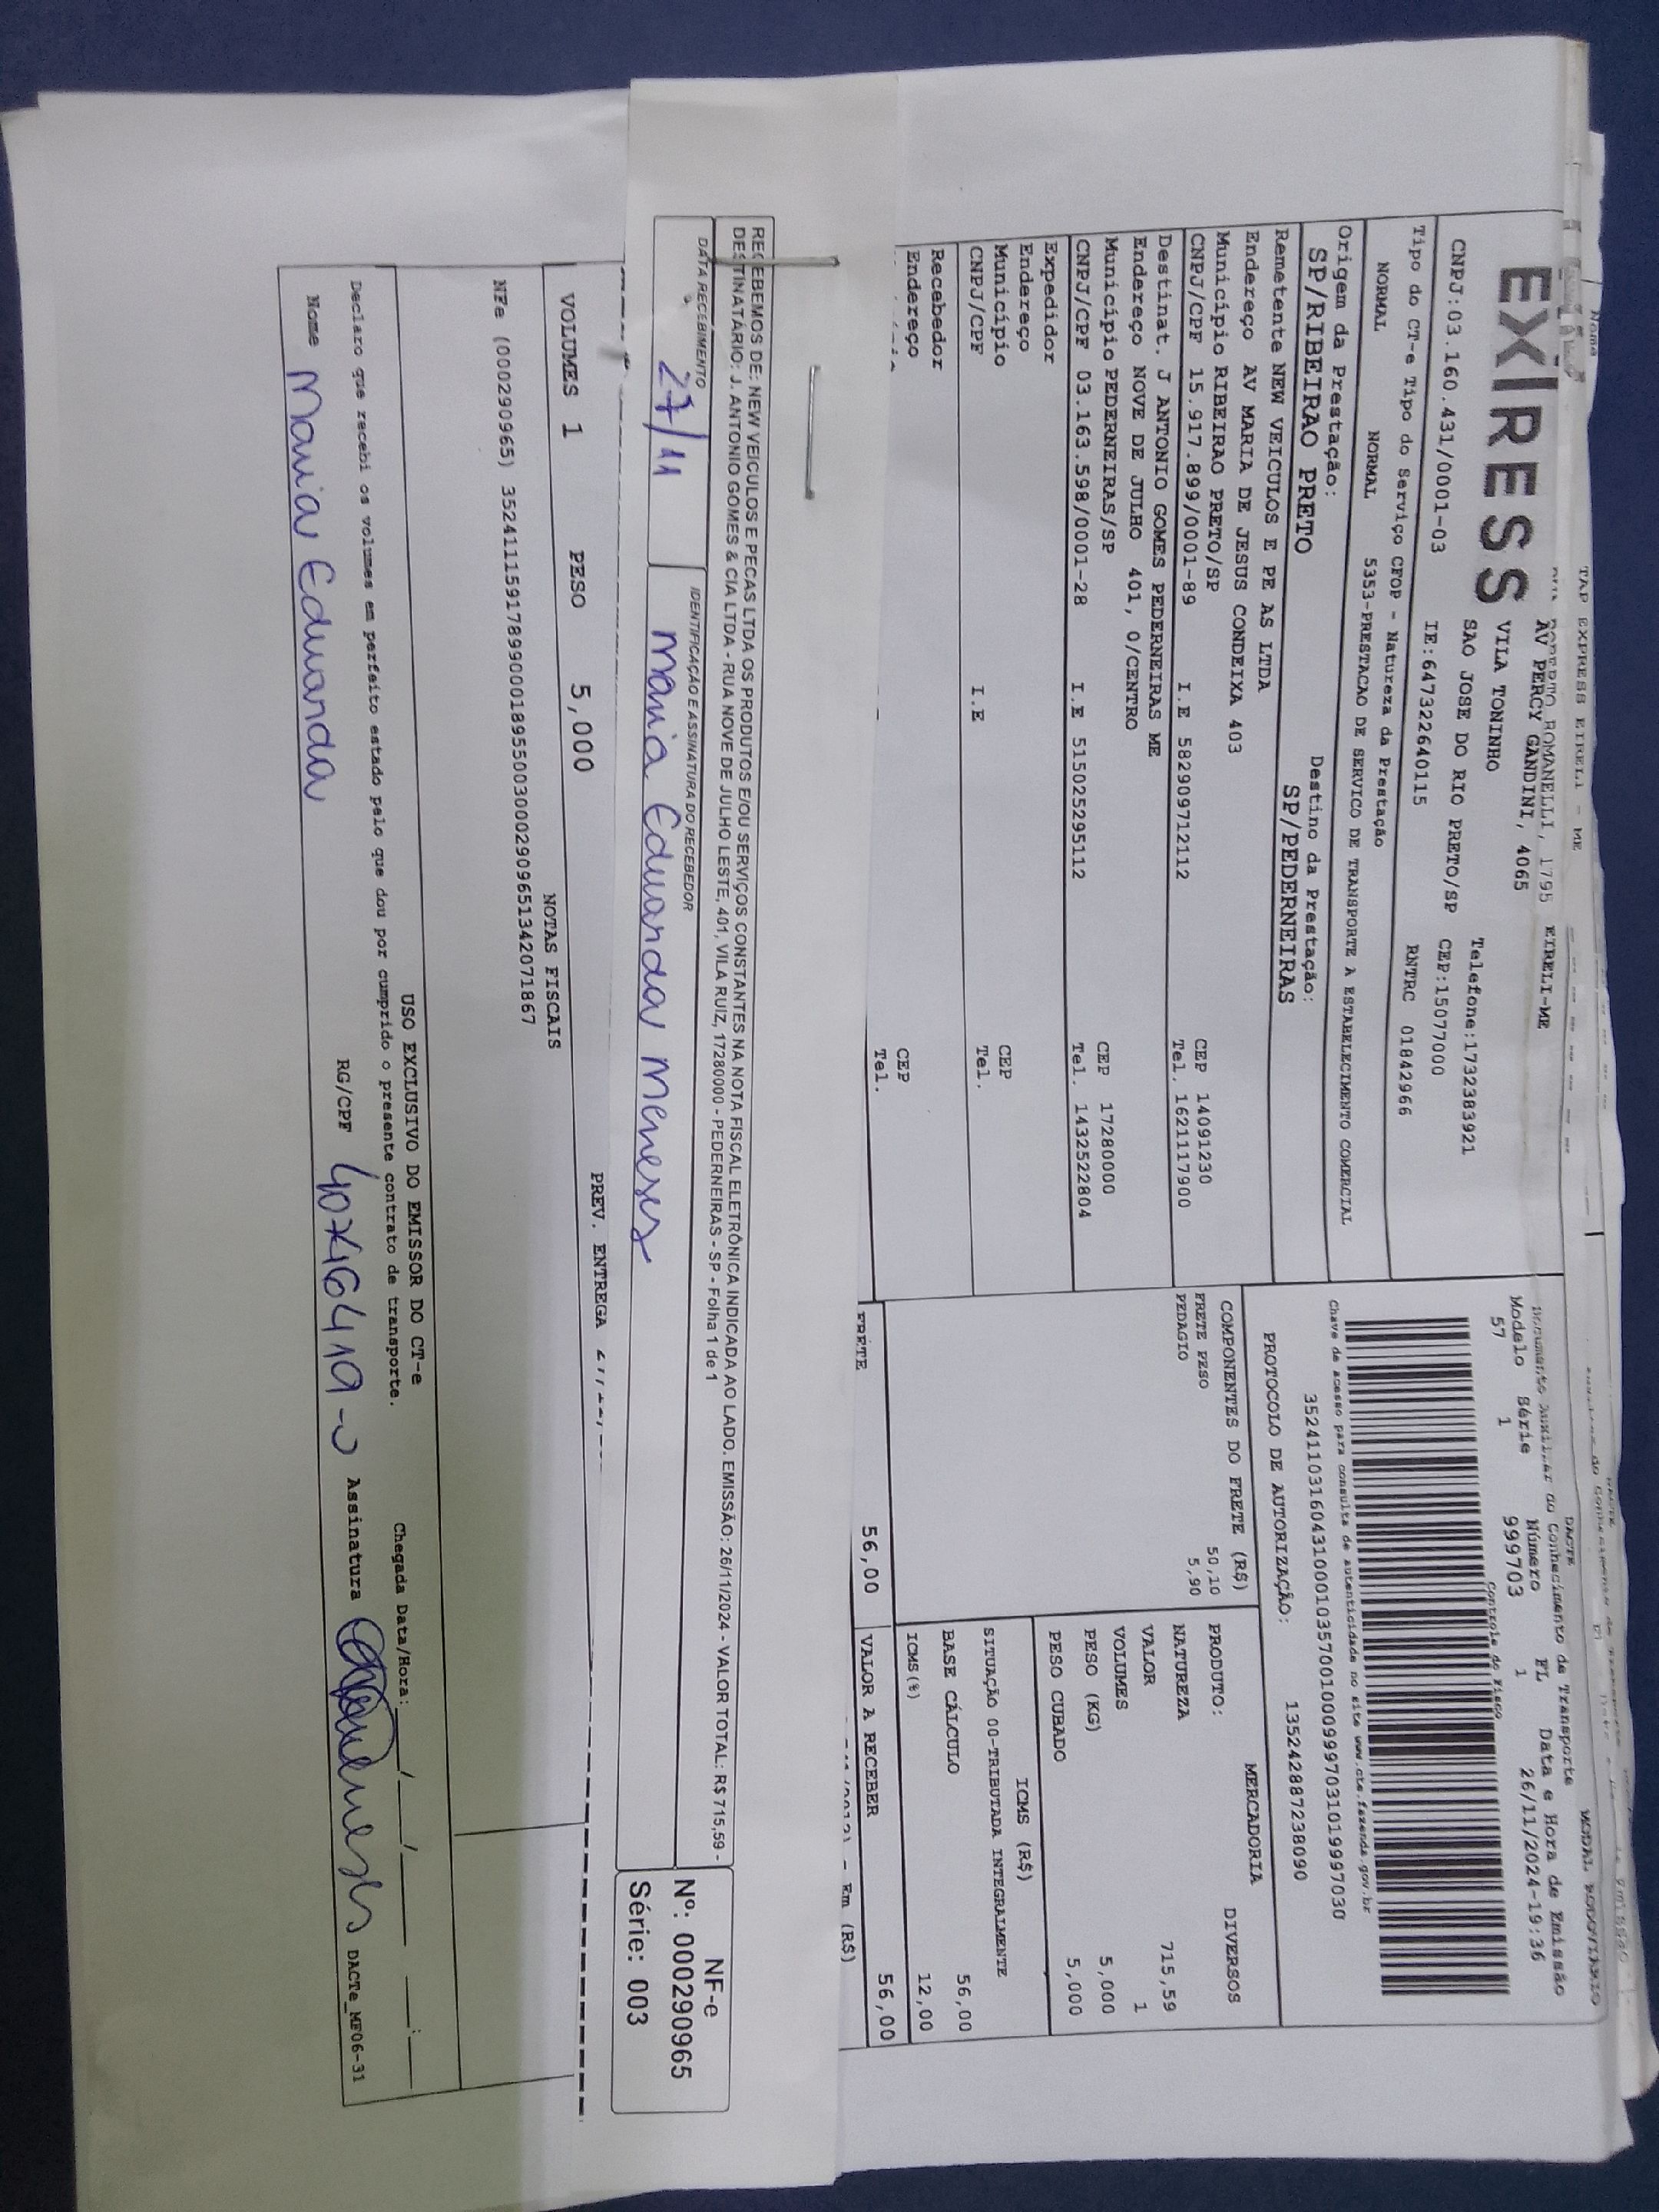 TAP EXPRESS EIRELI - ME
EXPRESS
AV PERCY GANDINI, 4065
EIRELI-ME
VILA TONINHO
SAO JOSE DO RIO PRETO/SP
Telefone:1732383921
CEP:15077000
CNPJ:03.160.431/0001-03
IE:647322640115
RNTRC 01842966
Tipo do CT-e Tipo do Serviço CFOP - Natureza da Prestação
NORMAL NORMAL 5353-PRESTACAO DE SERVICO DE TRANSPORTE A ESTABELECIMENTO COMERCIAL
Origem da Prestação:
SP/RIBEIRAO PRETO
Destino da Prestação:
SP/PEDERNEIRAS
Remetente NEW VEICULOS E PE AS LTDA
Endereço AV MARIA DE JESUS CONDEIXA 403
Município RIBEIRAO PRETO/SP CEP 14091230
CNPJ/CPF 15.917.899/0001-89 I.E 582909712112 Tel. 1621117900
Destinat. J ANTONIO GOMES PEDERNEIRAS ME
Endereço NOVE DE JULHO 401, 0/CENTRO
Município PEDERNEIRAS/SP CEP 17280000
CNPJ/CPF 03.163.598/0001-28 I.E 515025295112 Tel. 1432522804
Expedidor
Endereço
Município CEP
CNPJ/CPF I.E Tel.
Recebedor
Endereço CEP
Tel.
DACTE
MODAL RODOVIARIO
Documento Auxiliar do Conhecimento de Transporte
Modelo Série Número FL Data e Hora de Emissão
57 1 999703 1 26/11/2024-19:36
Controle do Fisco
Chave de acesso para consulta de autenticidade no site www.cte.fazenda.gov.br
35241103160431000103570010009997031019997030
PROTOCOLO DE AUTORIZAÇÃO: 135242887238090
COMPONENTES DO FRETE (R$)
FRETE PESO 50,10
PEDAGIO 5,90
FRETE 56,00
MERCADORIA
PRODUTO: DIVERSOS
NATUREZA
VALOR 715,59
VOLUMES 1
PESO (KG) 5,000
PESO CUBADO 5,000
ICMS (R$)
SITUAÇÃO 00-TRIBUTADA INTEGRALMENTE
BASE CÁLCULO 56,00
ICMS(%) 12,00
VALOR A RECEBER 56,00
Em (R$)
RECEBEMOS DE: NEW VEICULOS E PECAS LTDA OS PRODUTOS E/OU SERVIÇOS CONSTANTES NA NOTA FISCAL ELETRÔNICA INDICADA AO LADO. EMISSÃO: 26/11/2024 - VALOR TOTAL: R$ 715,59 -
DESTINATÁRIO: J. ANTONIO GOMES & CIA LTDA - RUA NOVE DE JULHO LESTE, 401, VILA RUIZ, 17280000 - PEDERNEIRAS - SP - Folha 1 de 1
DATA RECEBIMENTO
27/11
IDENTIFICAÇÃO E ASSINATURA DO RECEBEDOR
Maria Eduarda Meneses
NF-e
Nº: 000290965
Série: 003
PREV. ENTREGA
VOLUMES 1 PESO 5,000
NOTAS FISCAIS
NFe (000290965) 35241115917899000189550030002909651342071867
USO EXCLUSIVO DO EMISSOR DO CT-e
Declaro que recebi os volumes em perfeito estado pelo que dou por cumprido o presente contrato de transporte.
Chegada Data/Hora: ___/___/_____ ___:___
Nome Maria Eduarda RG/CPF Assinatura
DACTe_MF06-31